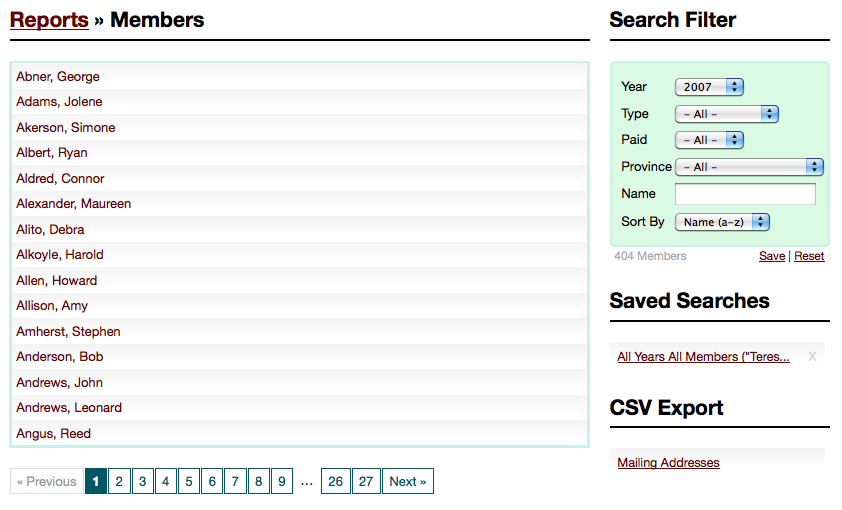 Reports » Members
Abner, George
Adams, Jolene
Akerson, Simone
Albert, Ryan
Aldred, Connor
Alexander, Maureen
Alito, Debra
Alkoyle, Harold
Allen, Howard
Allison, Amy
Amherst, Stephen
Anderson, Bob
Andrews, John
Andrews, Leonard
Angus, Reed
« Previous 1 2 3 4 5 6 7 8 9 ... 26 27 Next »
Search Filter
Year 2007
Type - All -
Paid - All -
Province - All -
Name
Sort By Name (a-z)
404 Members Save | Reset
Saved Searches
All Years All Members ("Teres... X
CSV Export
Mailing Addresses